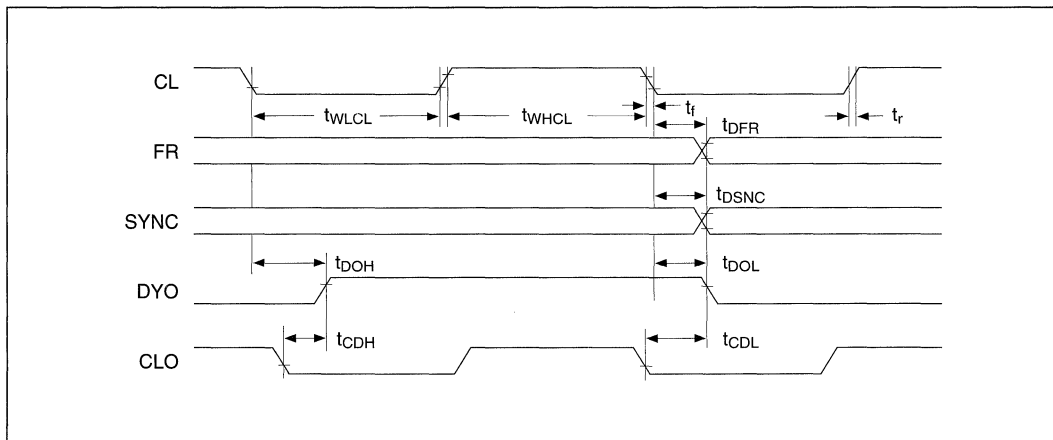 CL
tWLCL
tWHCL
tf
tr
tDFR
FR
tDSNC
SYNC
tDOH
tDOL
DYO
tCDH
tCDL
CLO